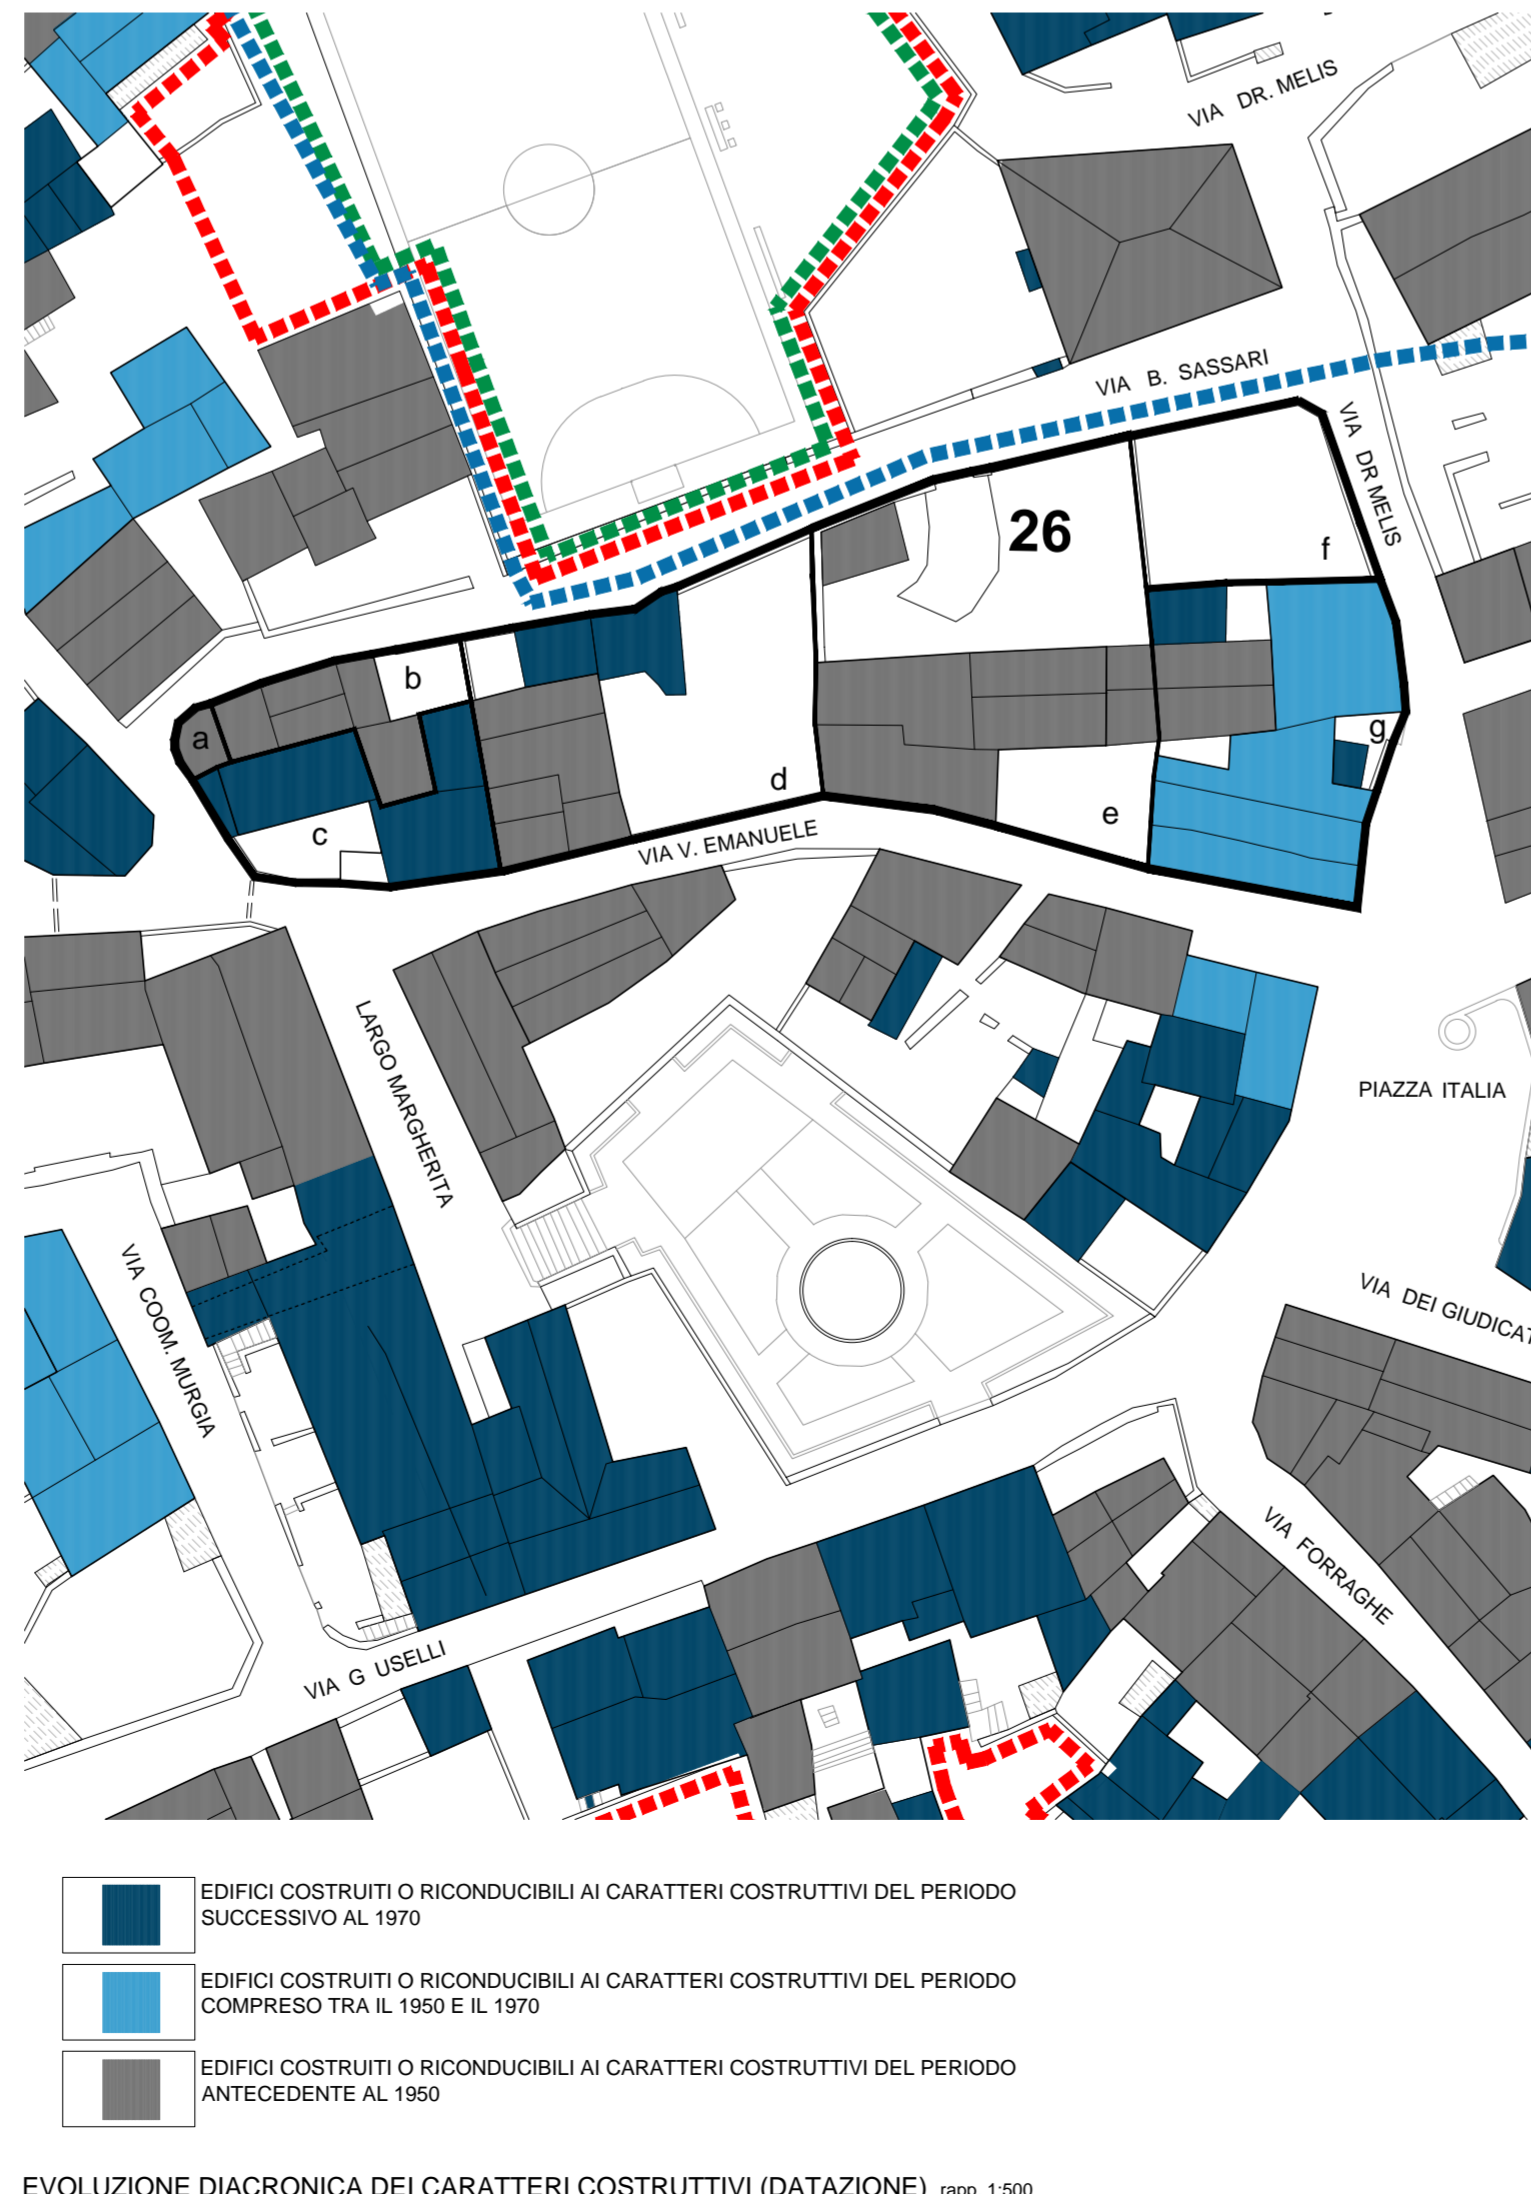 VIA DR. MELIS
VIA B. SASSARI
VIA DR MELIS
26
f
b
a
g
d
e
c
VIA V. EMANUELE
LARGO MARGHERITA
PIAZZA ITALIA
VIA COOM. MURGIA
VIA DEI GIUDICAT
VIA FORRAGHE
VIA G USELLI
EDIFICI COSTRUITI O RICONDUCIBILI AI CARATTERI COSTRUTTIVI DEL PERIODO
SUCCESSIVO AL 1970
EDIFICI COSTRUITI O RICONDUCIBILI AI CARATTERI COSTRUTTIVI DEL PERIODO
COMPRESO TRA IL 1950 E IL 1970
EDIFICI COSTRUITI O RICONDUCIBILI AI CARATTERI COSTRUTTIVI DEL PERIODO
ANTECEDENTE AL 1950
EVOLUZIONE DIACRONICA DEI CARATTERI COSTRUTTIVI (DATAZIONE) rapp. 1:500